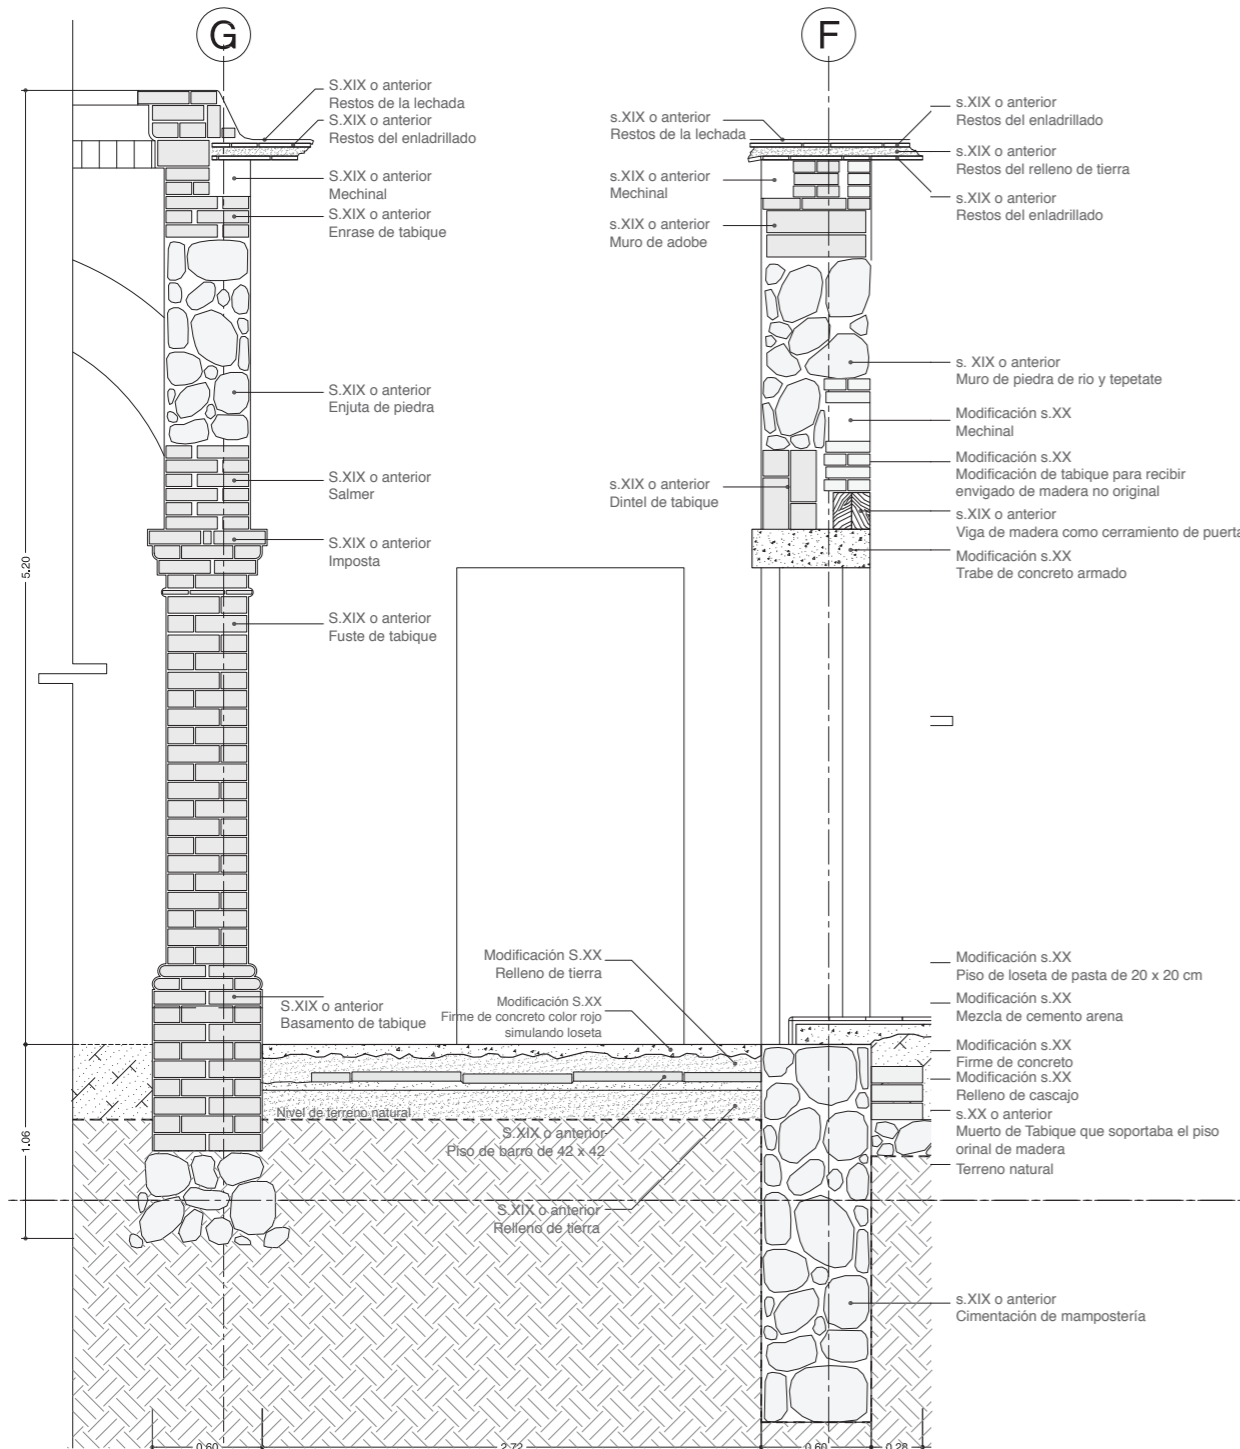 G
F
S.XIX o anterior
Restos de la lechada
S.XIX o anterior
Restos del enladrillado
S.XIX o anterior
Mechinal
S.XIX o anterior
Enrase de tabique
S.XIX o anterior
Enjuta de piedra
S.XIX o anterior
Salmer
S.XIX o anterior
Imposta
S.XIX o anterior
Fuste de tabique
S.XIX o anterior
Basamento de tabique
5.20
1.06
s.XIX o anterior
Restos de la lechada
s.XIX o anterior
Mechinal
s.XIX o anterior
Muro de adobe
s.XIX o anterior
Dintel de tabique
s.XIX o anterior
Restos del enladrillado
s.XIX o anterior
Restos del relleno de tierra
s.XIX o anterior
Restos del enladrillado
s. XIX o anterior
Muro de piedra de rio y tepetate
Modificación s.XX
Mechinal
Modificación s.XX
Modificación de tabique para recibir
envigado de madera no original
s.XIX o anterior
Viga de madera como cerramiento de puerta
Modificación s.XX
Trabe de concreto armado
Modificación S.XX
Relleno de tierra
Modificación S.XX
Firme de concreto color rojo
simulando loseta
Nivel de terreno natural
S.XIX o anterior
Piso de barro de 42 x 42
S.XIX o anterior
Relleno de tierra
Modificación s.XX
Piso de loseta de pasta de 20 x 20 cm
Modificación s.XX
Mezcla de cemento arena
Modificación s.XX
Firme de concreto
Modificación s.XX
Relleno de cascajo
s.XX o anterior
Muerto de Tabique que soportaba el piso
orinal de madera
Terreno natural
s.XIX o anterior
Cimentación de mampostería
0.60
2.72
0.60
0.28